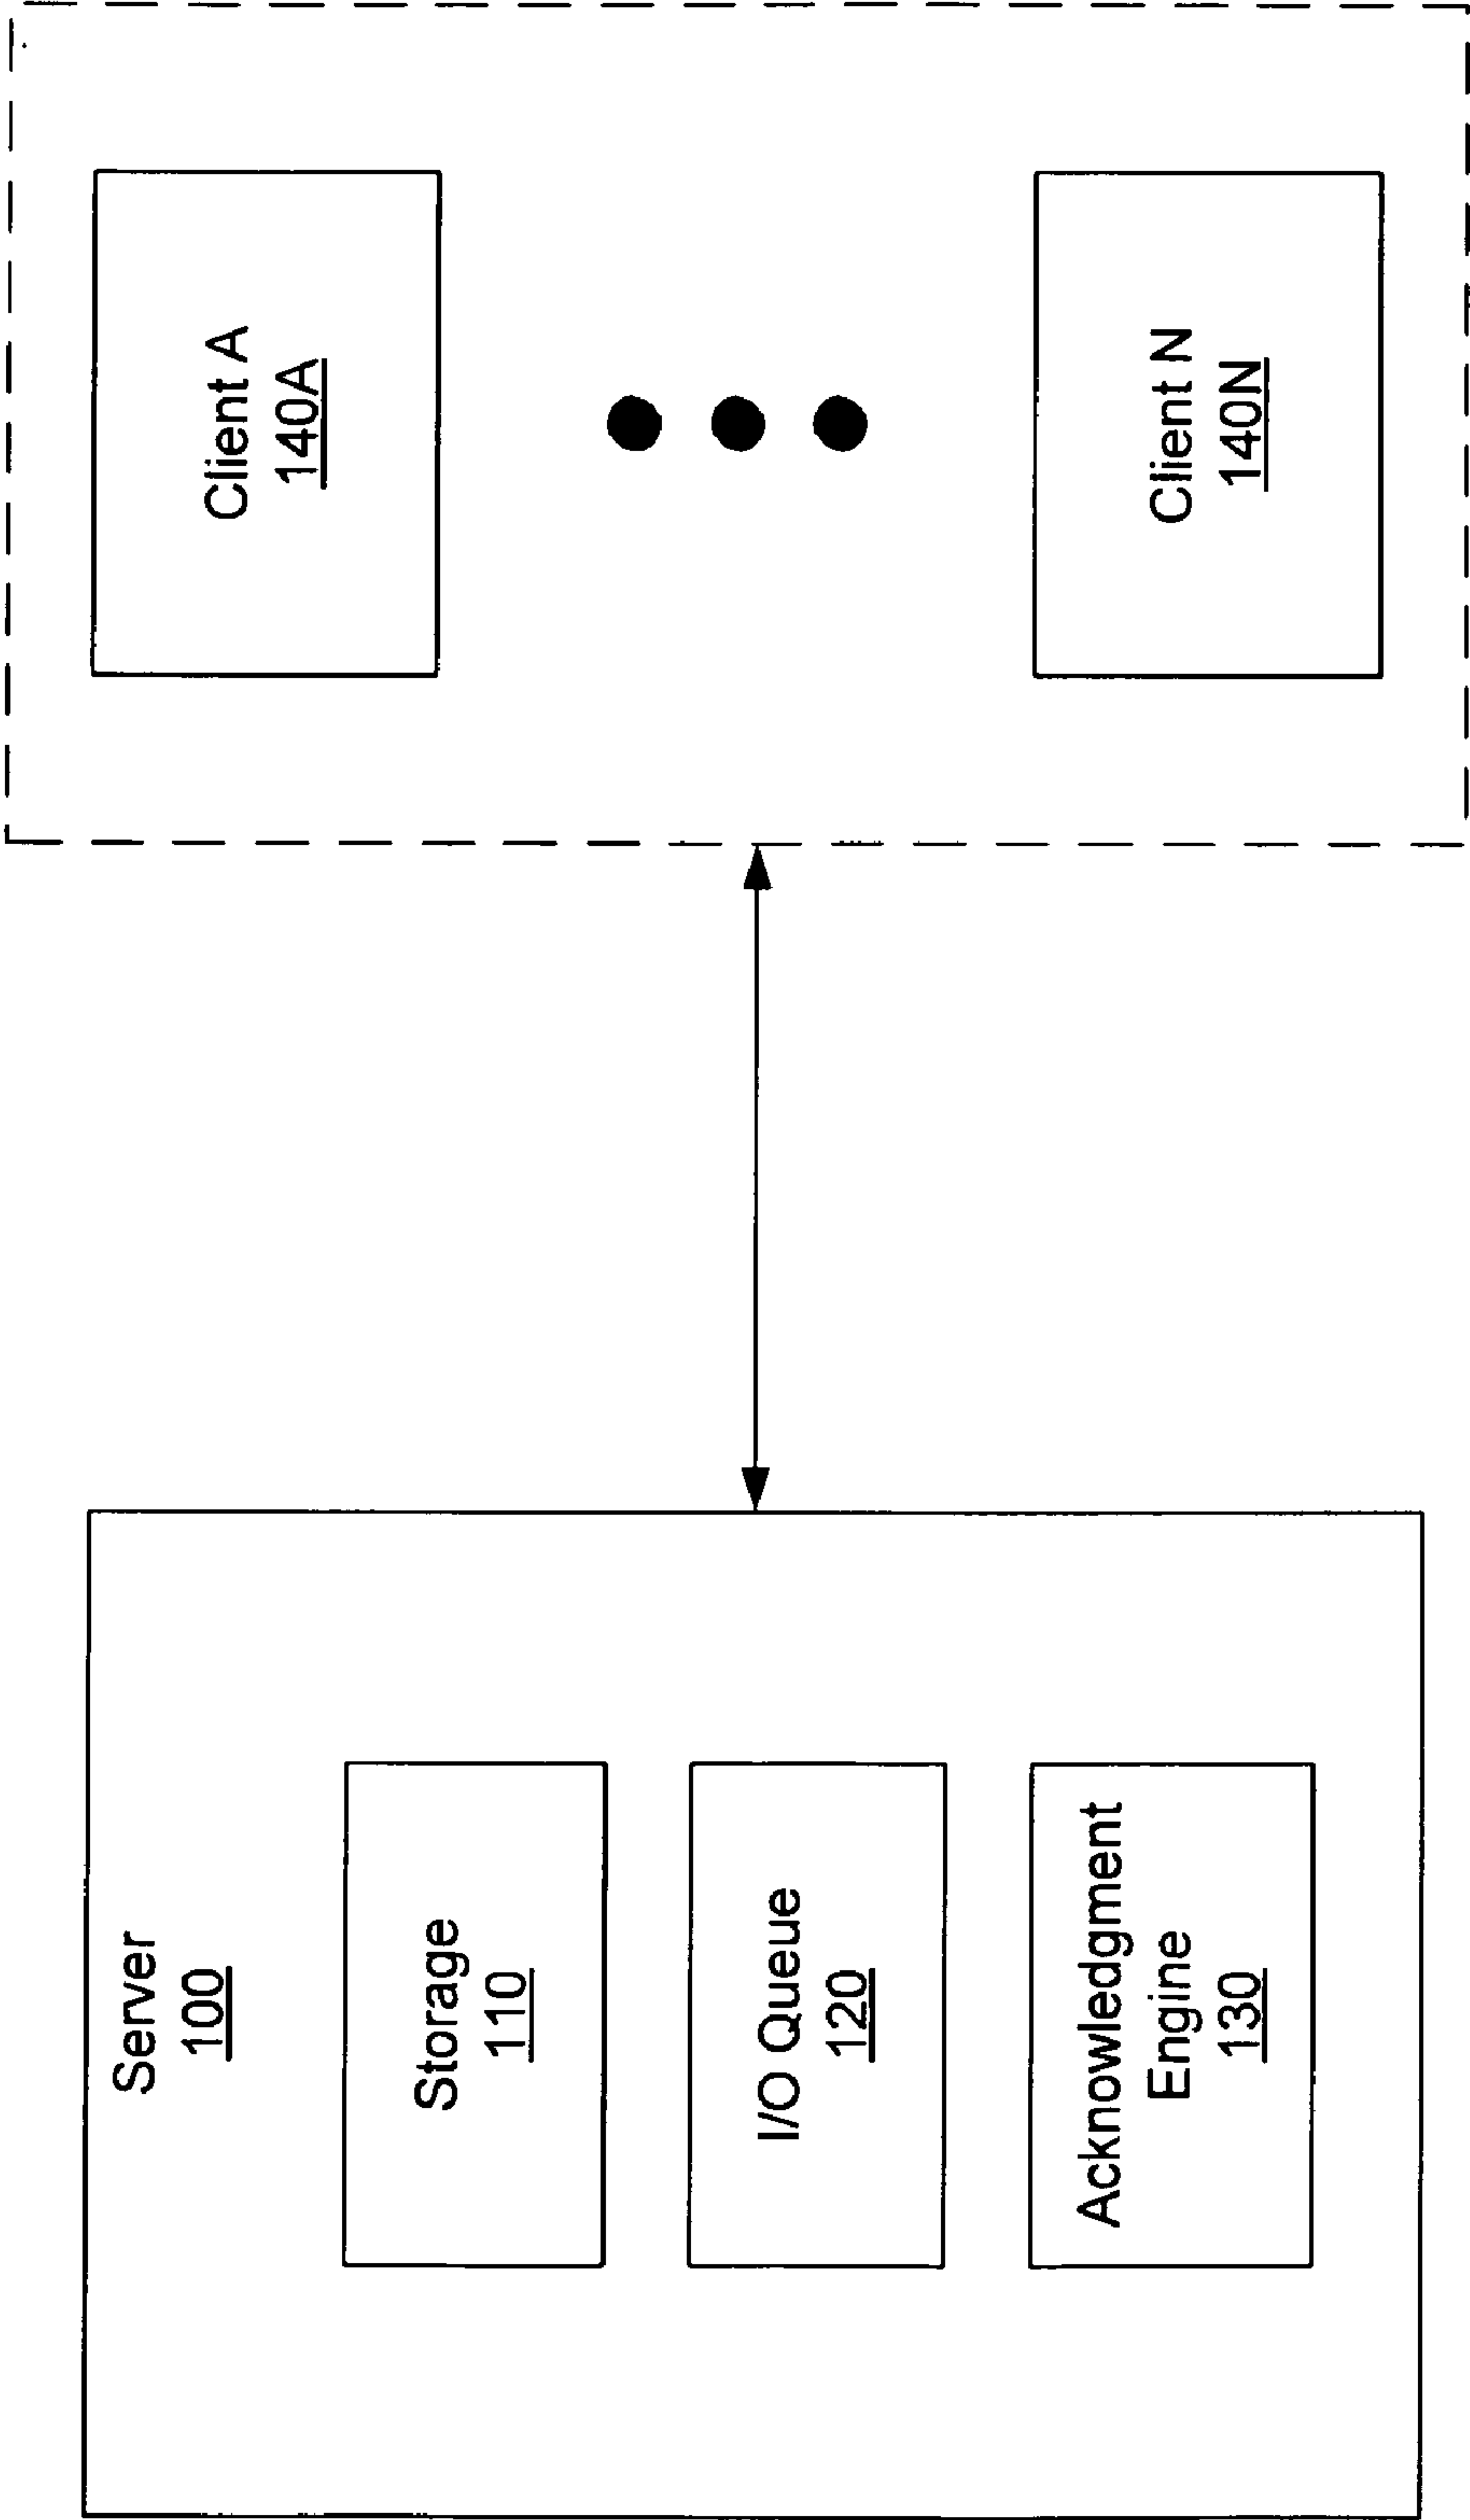 Server
100
Storage
110
I/O Queue
120
Acknowledgment
Engine
130
Client A
140A
Client N
140N